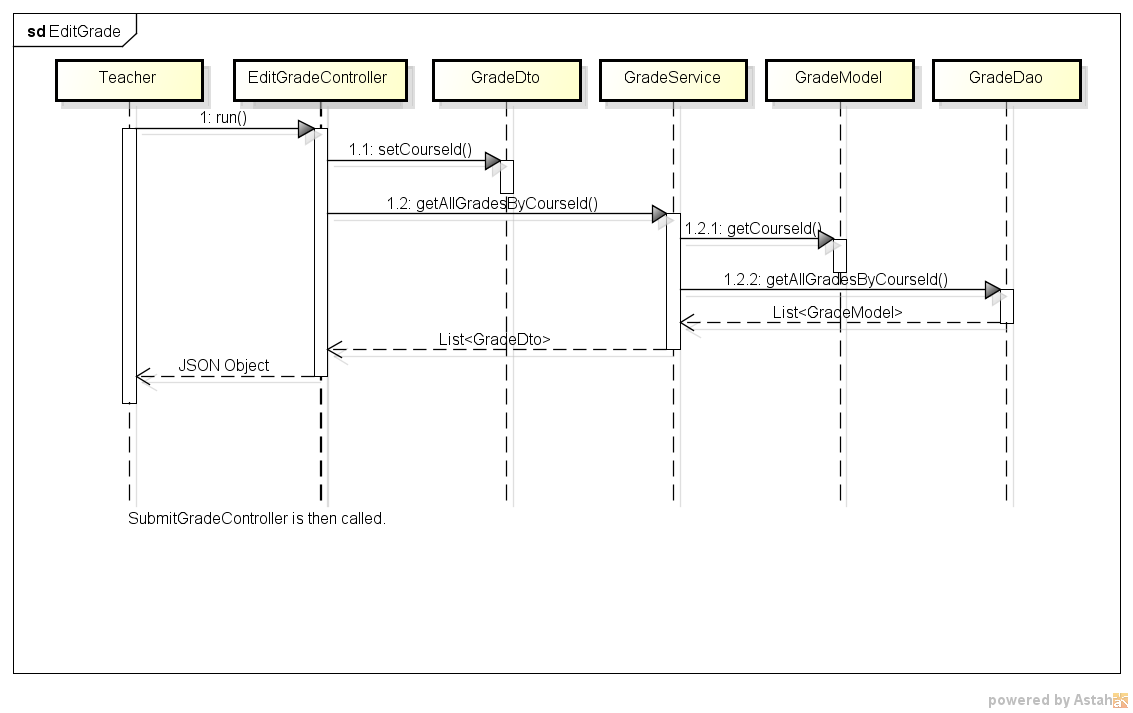 sd EditGrade
Teacher
EditGradeController
GradeDto
GradeService
GradeModel
GradeDao
1: run()
1.1: setCourseId()
1.2: getAllGradesByCourseId()
1.2.1: getCourseId()
1.2.2: getAllGradesByCourseId()
List<GradeModel>
List<GradeDto>
JSON Object
SubmitGradeController is then called.
powered by Astah